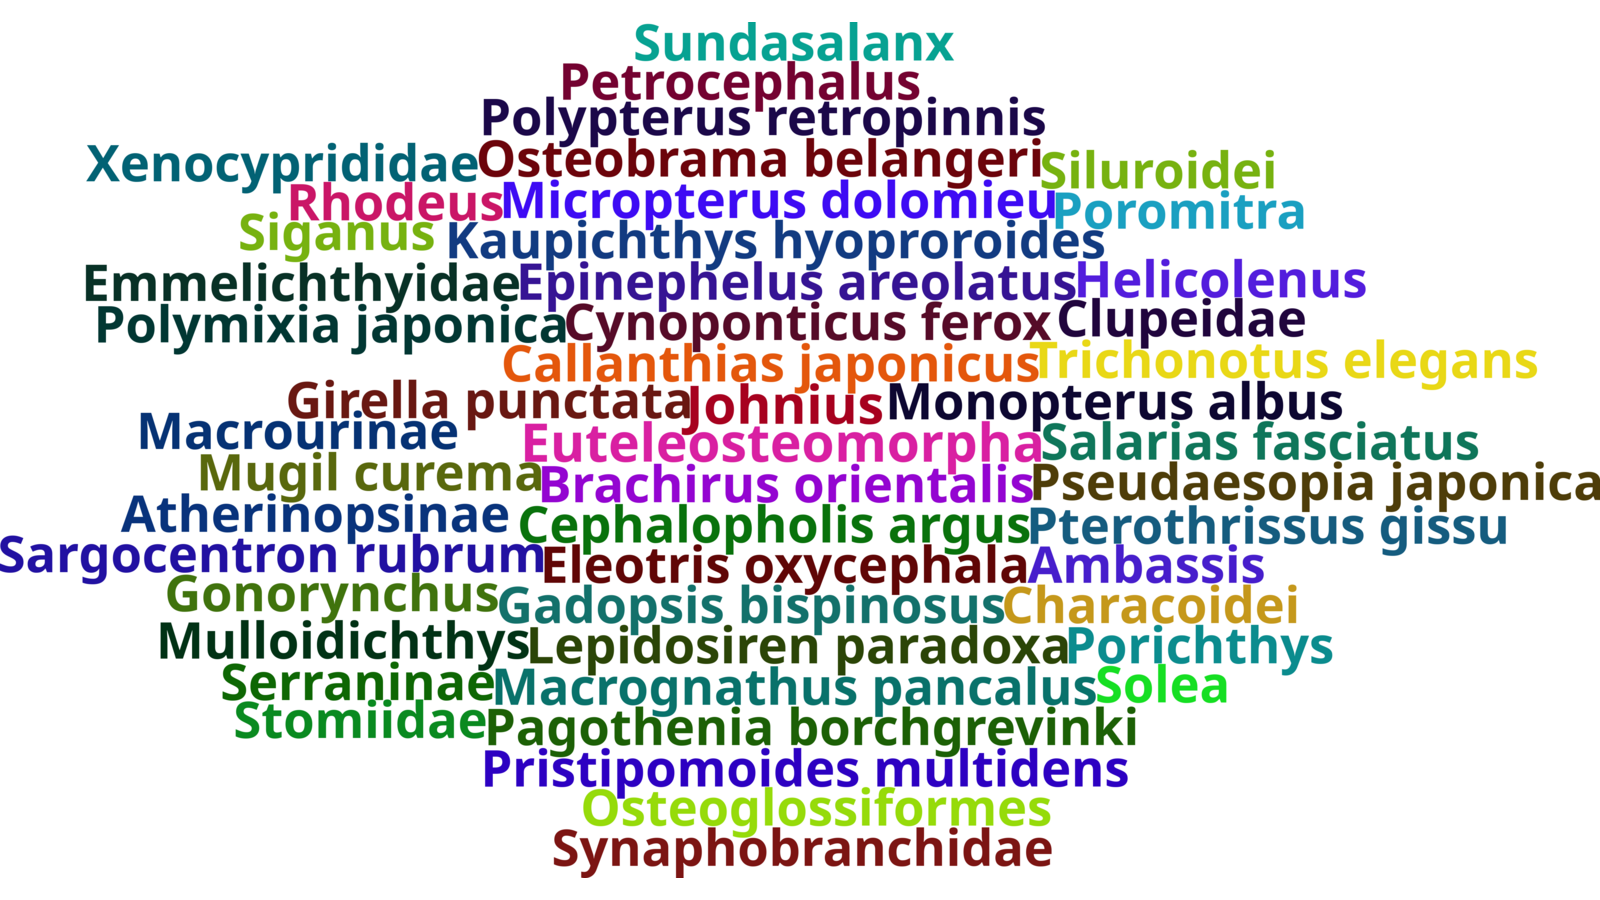 Sundasalanx
Petrocephalus
Polypterus retropinnis
Xenocyprididae Osteobrama belangeri Siluroidei
Rhodeus Micropterus dolomieu Poromitra
Siganus Kaupichthys hyoproroides
Emmelichthyidae Epinephelus areolatus Helicolenus
Polymixia japonica Cynoponticus ferox Clupeidae
Callanthias japonicus Trichonotus elegans
Girella punctata Johnius Monopterus albus
Macrourinae Euteleosteomorpha Salarias fasciatus
Mugil curema Brachirus orientalis Pseudaesopia japonica
Atherinopsinae Cephalopholis argus Pterothrissus gissu
Sargocentron rubrum Eleotris oxycephala Ambassis
Gonorynchus Gadopsis bispinosus Characoidei
Mulloidichthys Lepidosiren paradoxa Porichthys
Serraninae Macrognathus pancalus Solea
Stomiidae Pagothenia borchgrevinki
Pristipomoides multidens
Osteoglossiformes
Synaphobranchidae